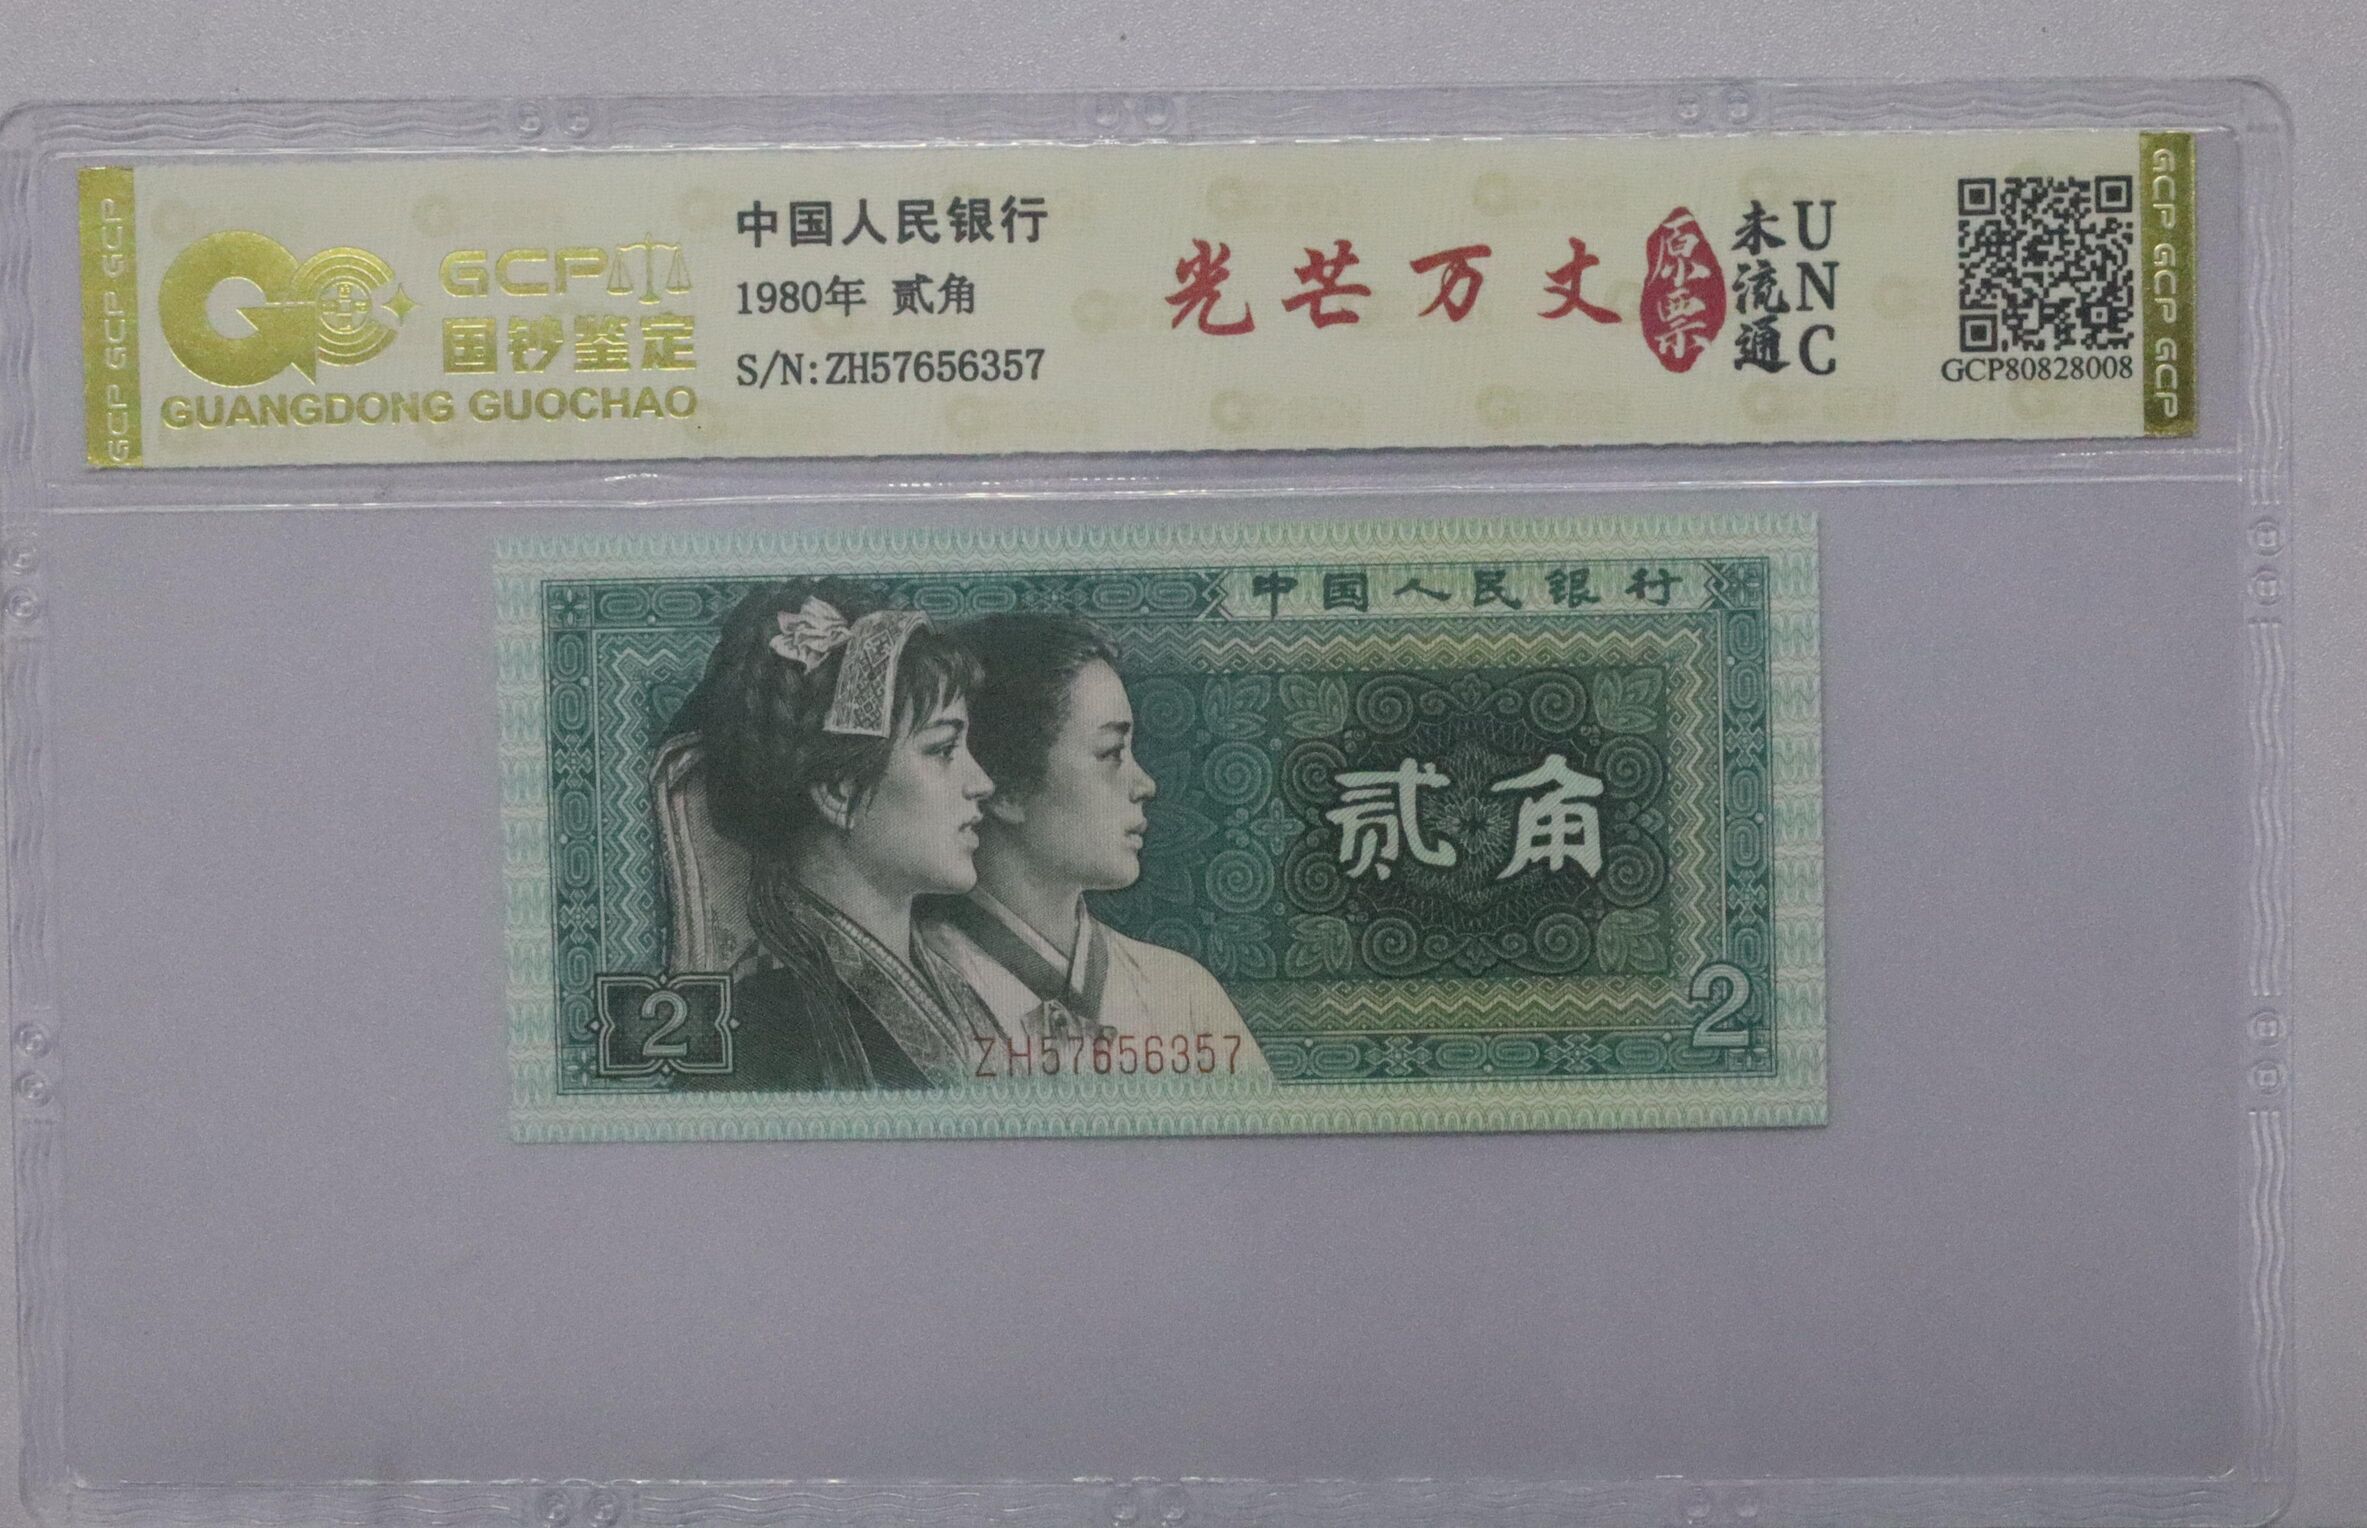 GCP GCP GCP
GCP
国钞鉴定
GUANGDONG GUOCHAO
中国人民银行
1980年 贰角
S/N:ZH57656357
光芒万丈
原票
未流通
UNC
GCP80828008
GCP GCP GCP
中国人民银行
贰角
2
2
ZH57656357